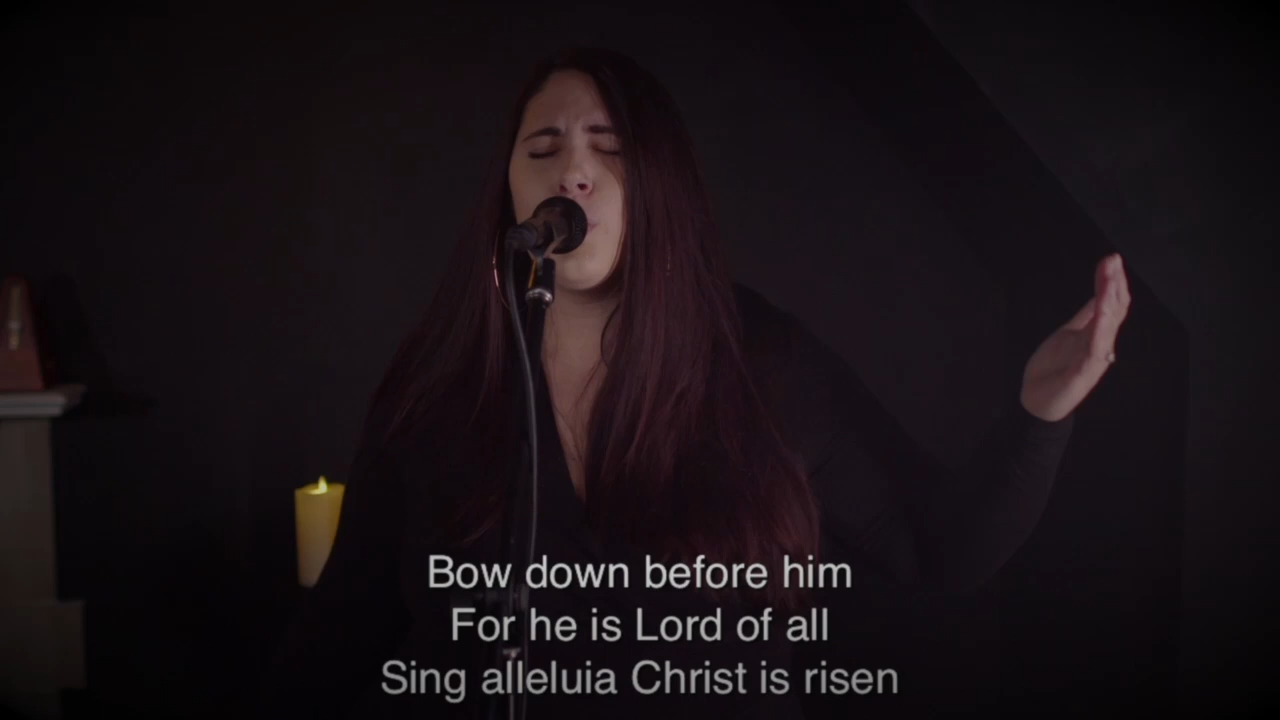 Bow down before him
For he is Lord of all
Sing alleluia Christ is risen